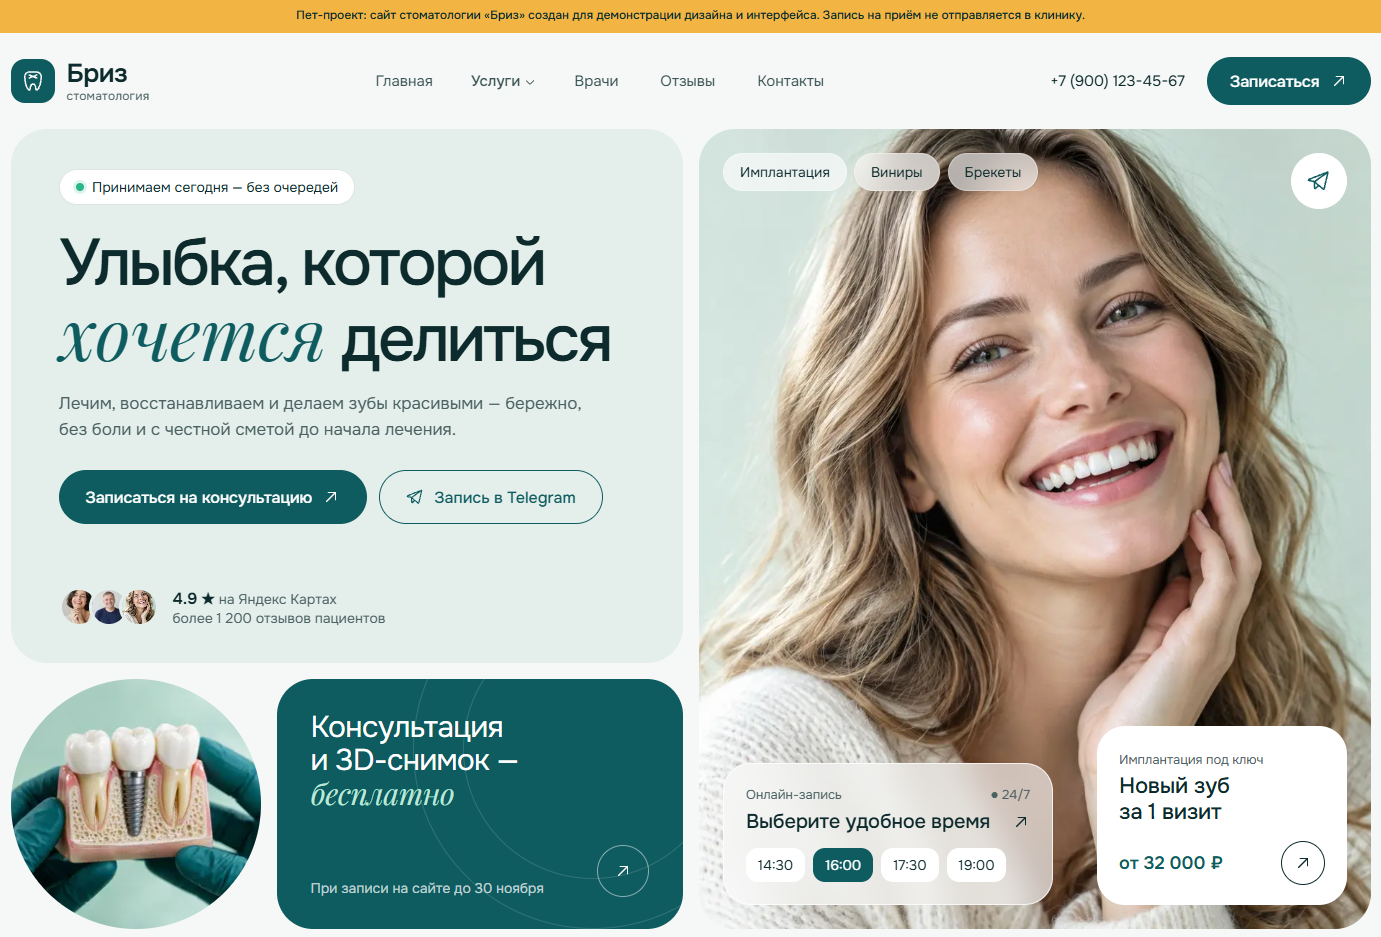 Пет-проект: сайт стоматологии «Бриз» создан для демонстрации дизайна и интерфейса. Запись на приём не отправляется в клинику.
Бриз
стоматология
Главная
Услуги
Врачи
Отзывы
Контакты
+7 (900) 123-45-67
Записаться
Принимаем сегодня — без очередей
Улыбка, которой
хочется делиться
Лечим, восстанавливаем и делаем зубы красивыми — бережно,
без боли и с честной сметой до начала лечения.
Записаться на консультацию
Запись в Telegram
4.9 ★ на Яндекс Картах
более 1 200 отзывов пациентов
Консультация
и 3D-снимок —
бесплатно
При записи на сайте до 30 ноября
Имплантация
Виниры
Брекеты
Онлайн-запись
● 24/7
Выберите удобное время
14:30
16:00
17:30
19:00
Имплантация под ключ
Новый зуб
за 1 визит
от 32 000 ₽